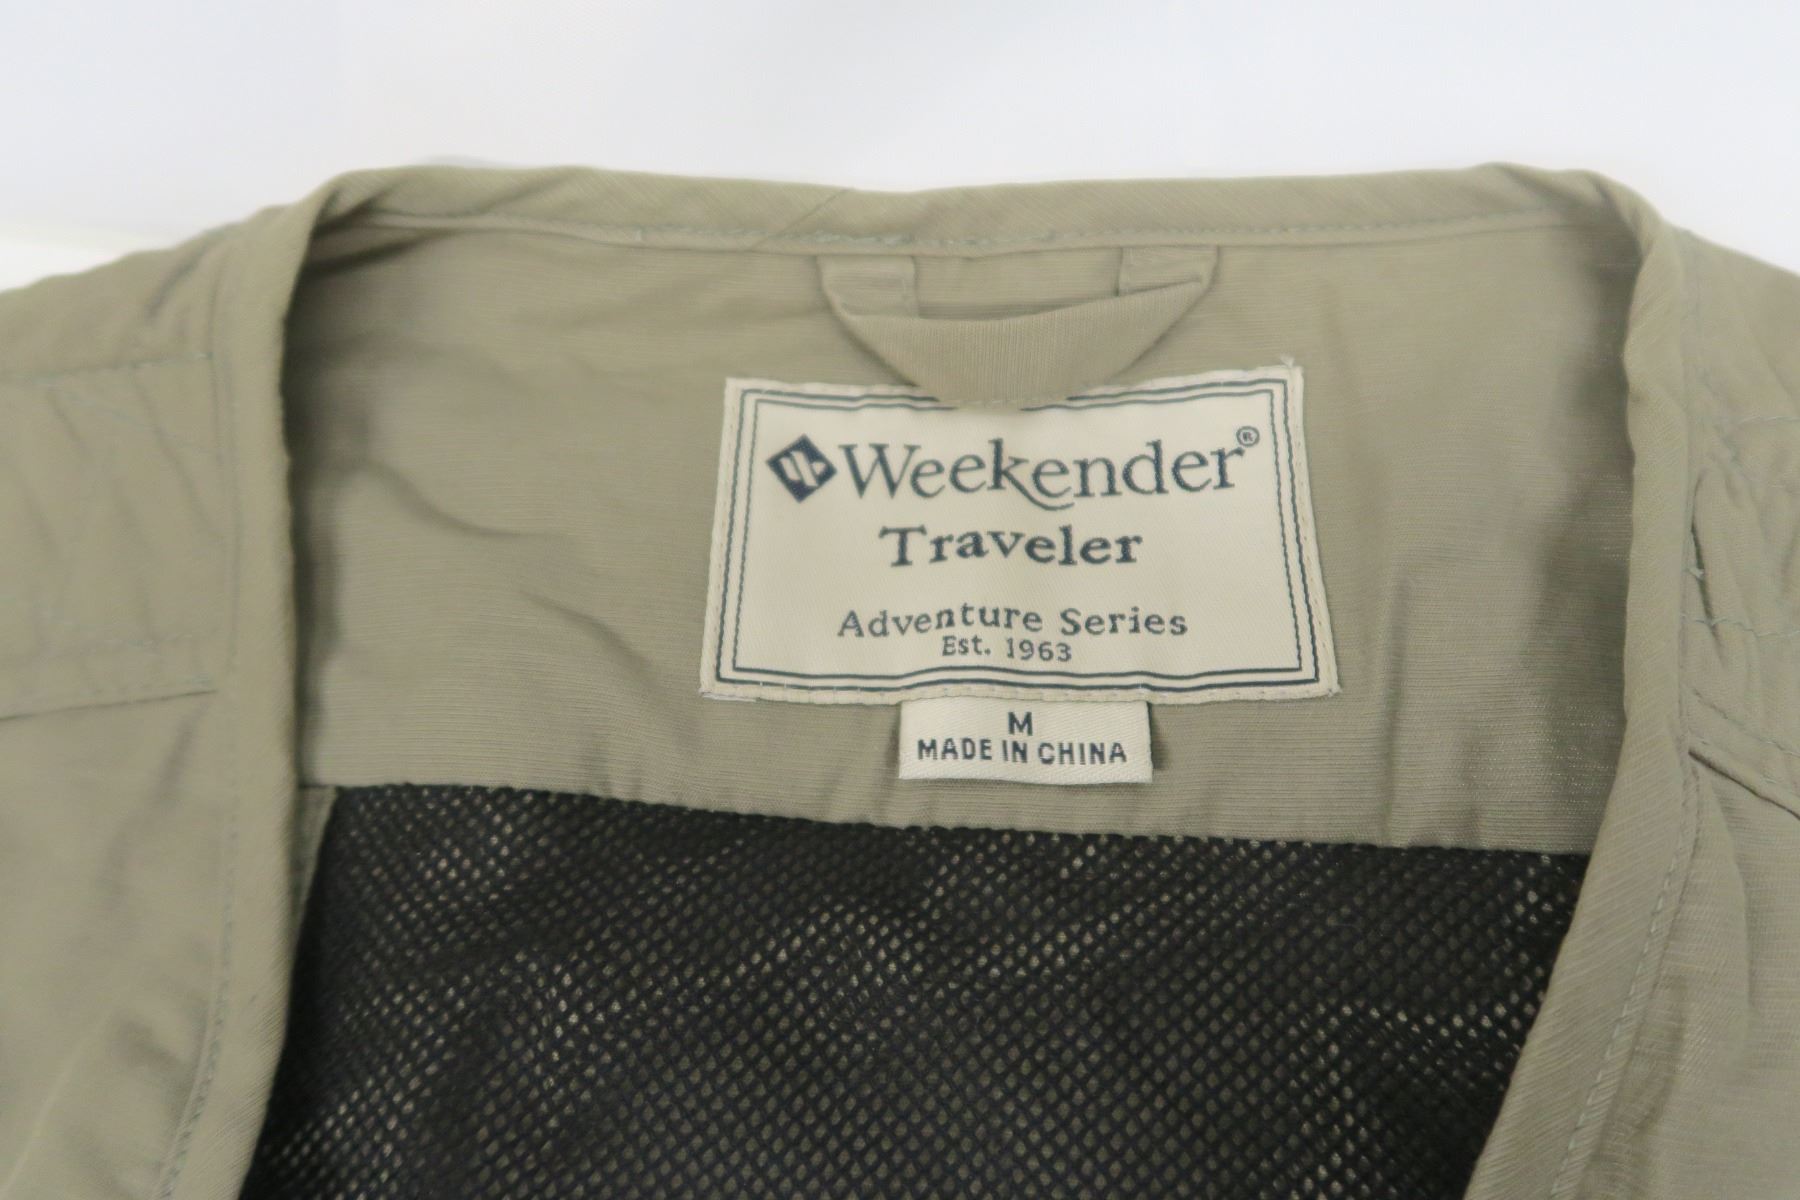 Weekender®
Traveler
Adventure Series
Est. 1963
M
MADE IN CHINA